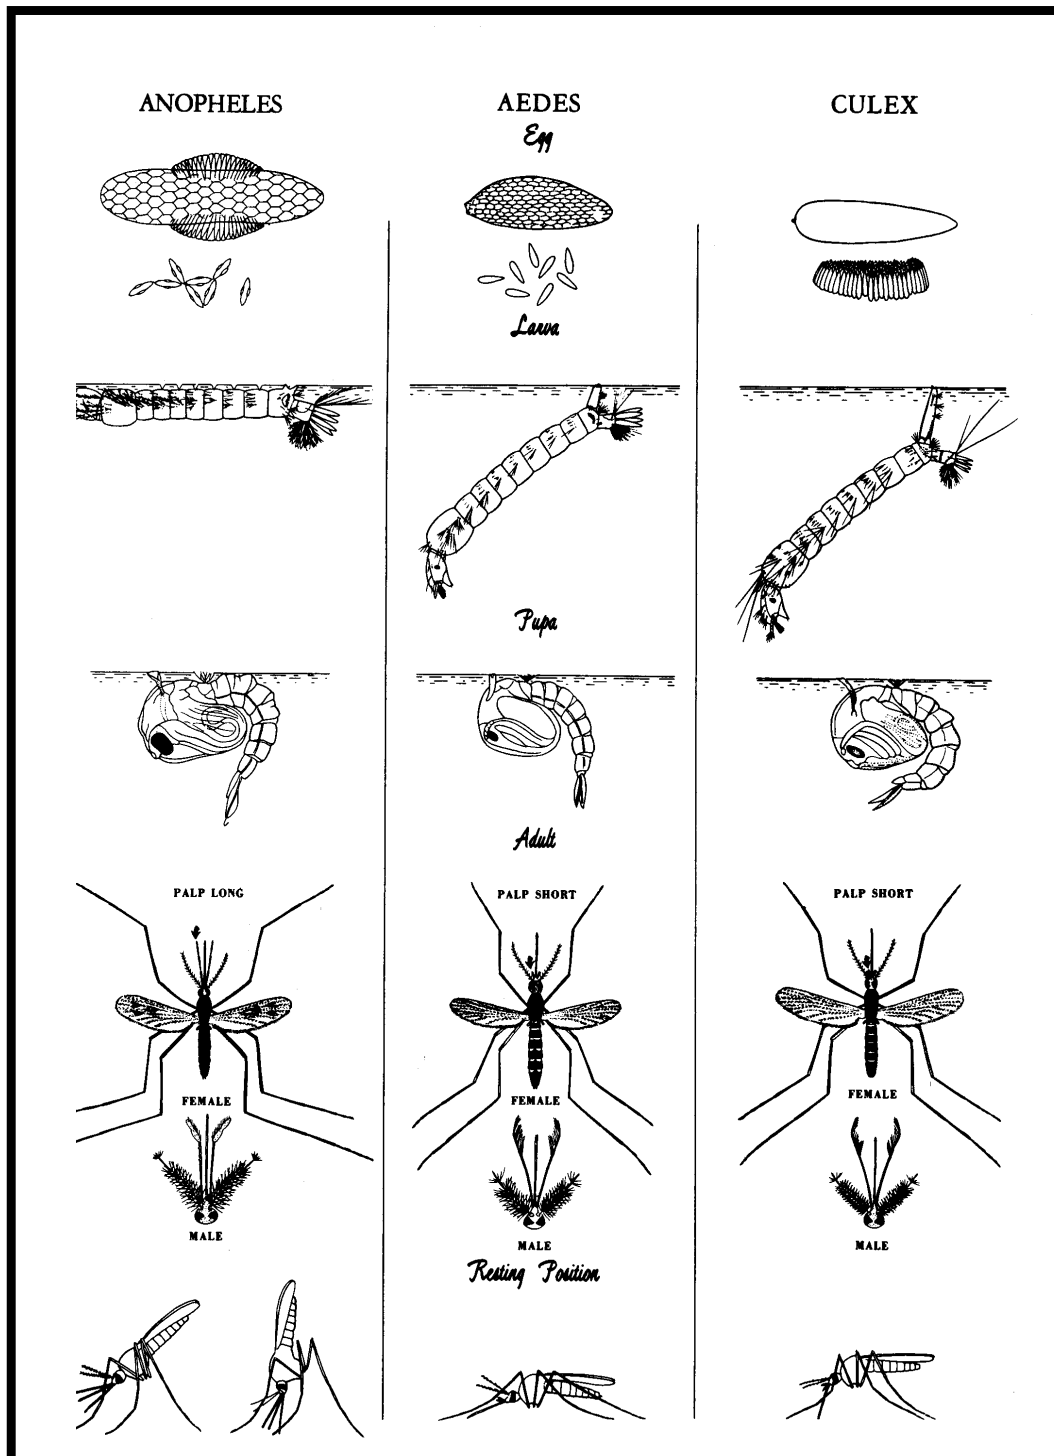 ANOPHELES AEDES CULEX
Egg
Larva
Pupa
Adult
PALP LONG PALP SHORT PALP SHORT
FEMALE FEMALE FEMALE
MALE MALE MALE
Resting Position